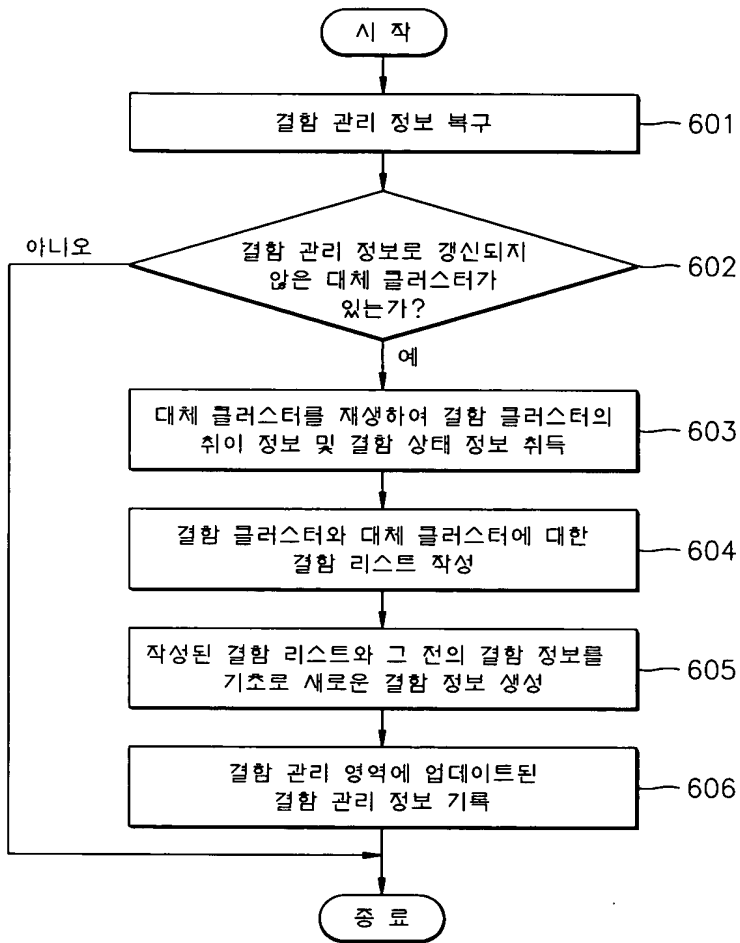 시 작
결함 관리 정보 복구
601
아니오
결함 관리 정보로 갱신되지
않은 대체 클러스터가
있는가?
602
예
대체 클러스터를 재생하여 결함 클러스터의
취이 정보 및 결함 상태 정보 취득
603
결함 클러스터와 대체 클러스터에 대한
결함 리스트 작성
604
작성된 결함 리스트와 그 전의 결함 정보를
기초로 새로운 결함 정보 생성
605
결함 관리 영역에 업데이트된
결함 관리 정보 기록
606
종 료